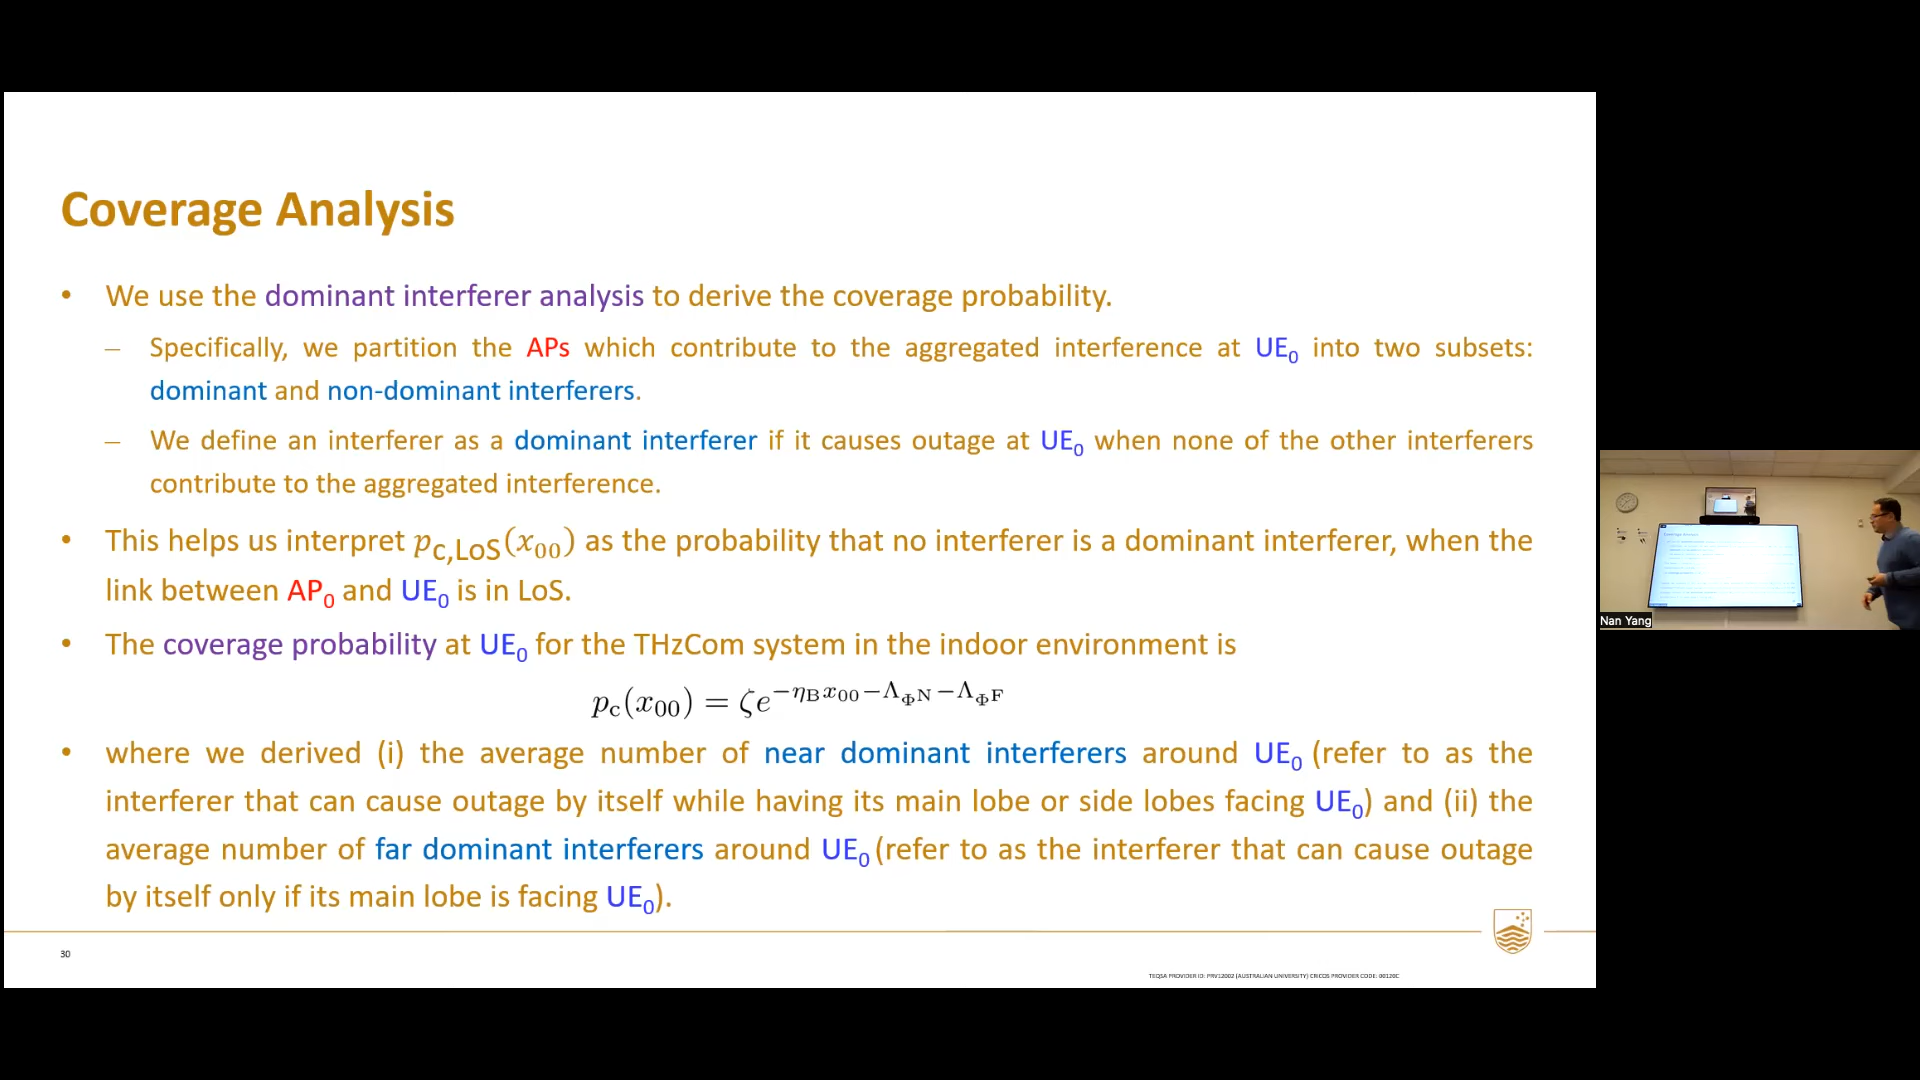 Coverage Analysis
• We use the dominant interferer analysis to derive the coverage probability.
– Specifically, we partition the APs which contribute to the aggregated interference at UE₀ into two subsets:
dominant and non-dominant interferers.
– We define an interferer as a dominant interferer if it causes outage at UE₀ when none of the other interferers
contribute to the aggregated interference.
• This helps us interpret p_{c,LoS}(x₀₀) as the probability that no interferer is a dominant interferer, when the
link between AP₀ and UE₀ is in LoS.
• The coverage probability at UE₀ for the THzCom system in the indoor environment is
p_c(x₀₀) = ζe^{−η_B x₀₀−Λ_{Φ^N}−Λ_{Φ^F}}
• where we derived (i) the average number of near dominant interferers around UE₀ (refer to as the
interferer that can cause outage by itself while having its main lobe or side lobes facing UE₀) and (ii) the
average number of far dominant interferers around UE₀ (refer to as the interferer that can cause outage
by itself only if its main lobe is facing UE₀).
30
TEQSA PROVIDER ID: PRV12002 (AUSTRALIAN UNIVERSITY) CRICOS PROVIDER CODE: 00120C
Nan Yang